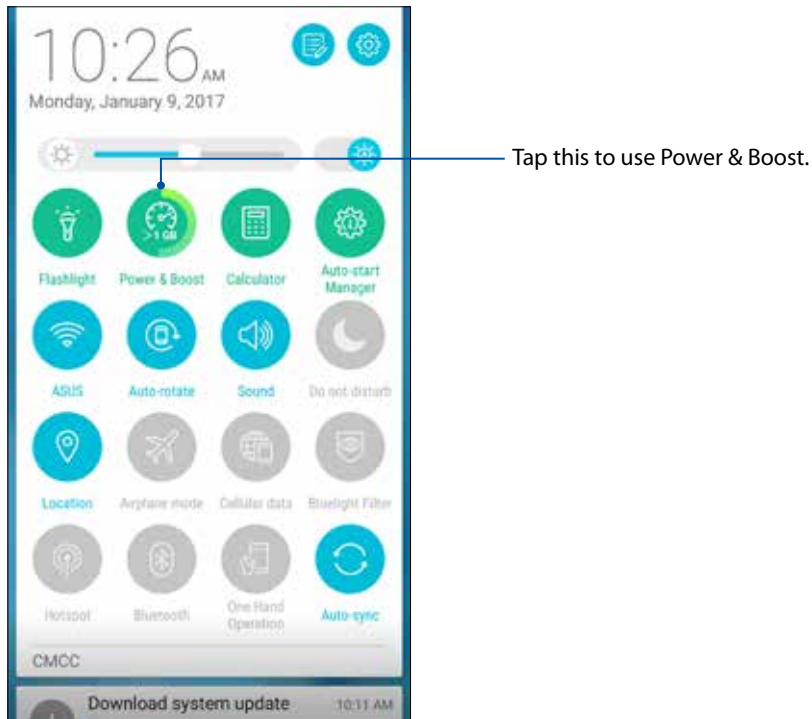 10:26 AM
Monday, January 9, 2017
Tap this to use Power & Boost.
>1 GB
Flashlight
Power & Boost
Calculator
Auto-start
Manager
ASUS
Auto-rotate
Sound
Do not disturb
Location
Airplane mode
Cellular data
Bluelight Filter
Hotspot
Bluetooth
One Hand
Operation
Auto-sync
CMCC
Download system update
10:11 AM